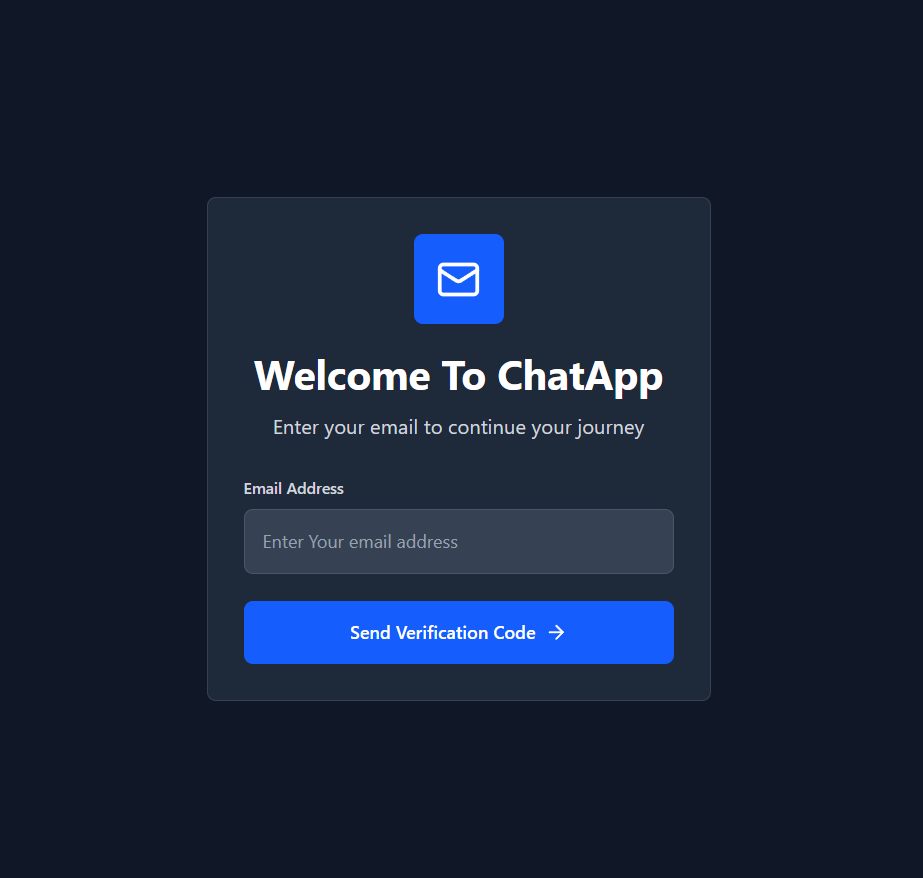 Welcome To ChatApp
Enter your email to continue your journey
Email Address
Enter Your email address
Send Verification Code